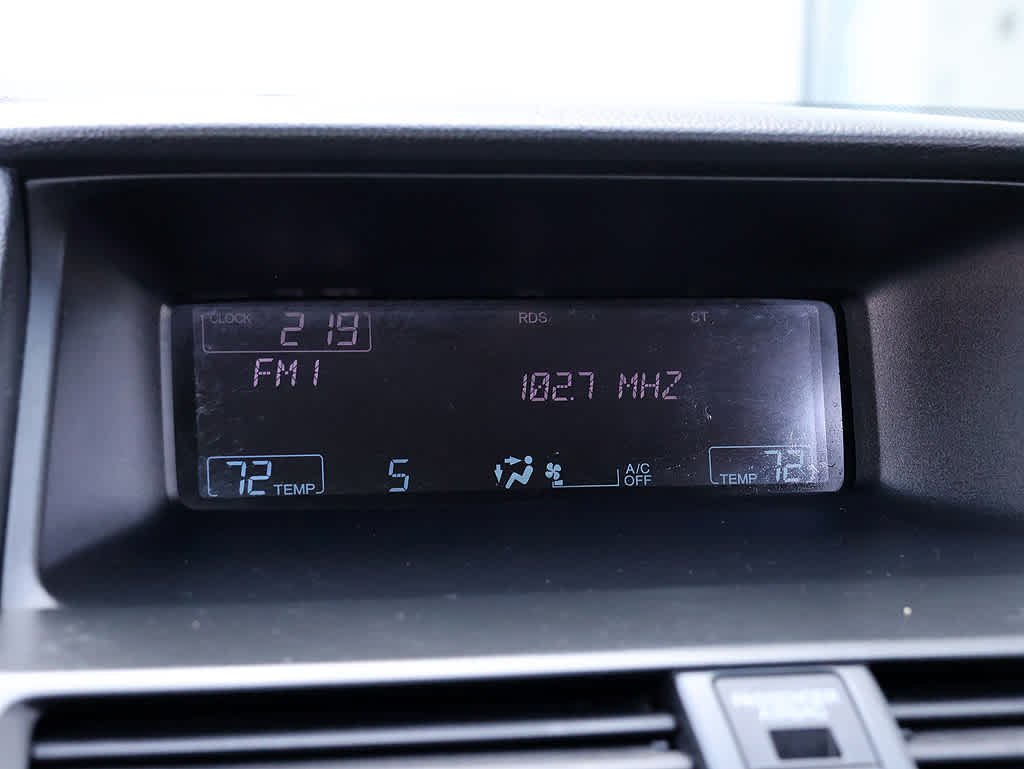 CLOCK 2 19 RDS ST
FM1
102.7 MHZ
72 TEMP 5 A/C TEMP 72
OFF